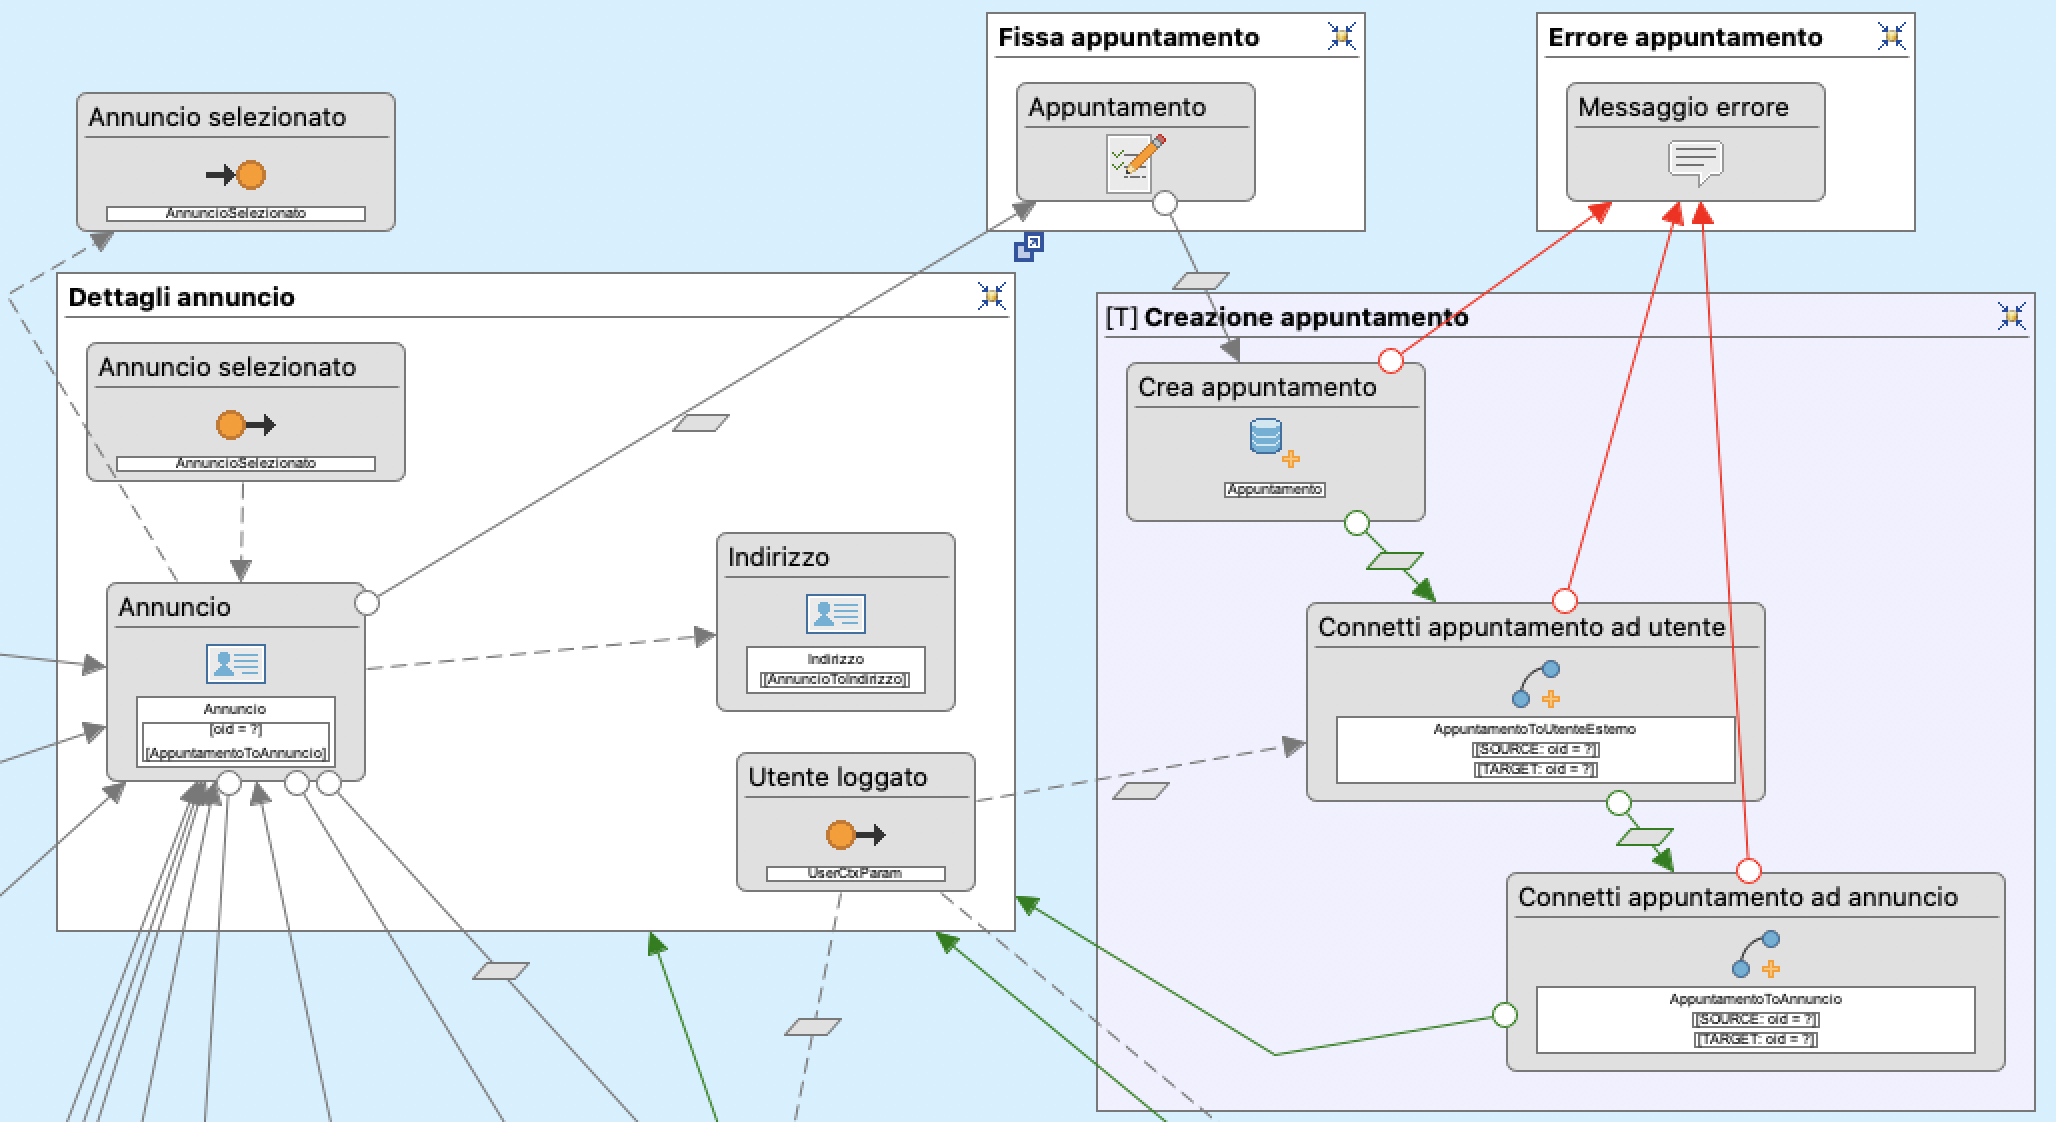 Annuncio selezionato
AnnuncioSelezionato
Fissa appuntamento
Appuntamento
Errore appuntamento
Messaggio errore
Dettagli annuncio
Annuncio selezionato
AnnuncioSelezionato
Annuncio
Annuncio
[oid = ?]
[AppuntamentoToAnnuncio]
Indirizzo
Indirizzo
[AnnuncioToIndirizzo]
Utente loggato
UserCtxParam
[T] Creazione appuntamento
Crea appuntamento
Appuntamento
Connetti appuntamento ad utente
AppuntamentoToUtenteEsterno
[SOURCE: oid = ?]
[TARGET: oid = ?]
Connetti appuntamento ad annuncio
AppuntamentoToAnnuncio
[SOURCE: oid = ?]
[TARGET: oid = ?]